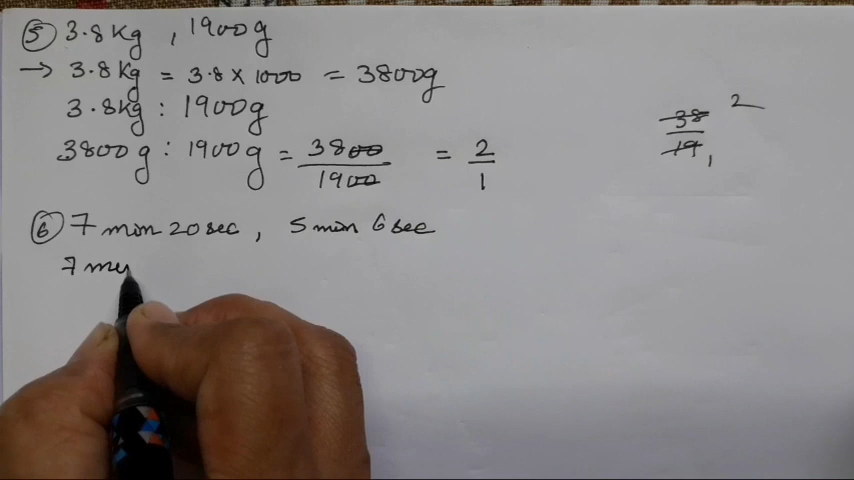 ⑤ 3.8 Kg , 1900g
→ 3.8 Kg = 3.8 × 1000 = 3800g
3.8Kg : 1900g
3800g : 1900g = 3800/1900 = 2/1
38/19 2 1
⑥ 7 min 20 sec , 5 min 6 sec
7 m